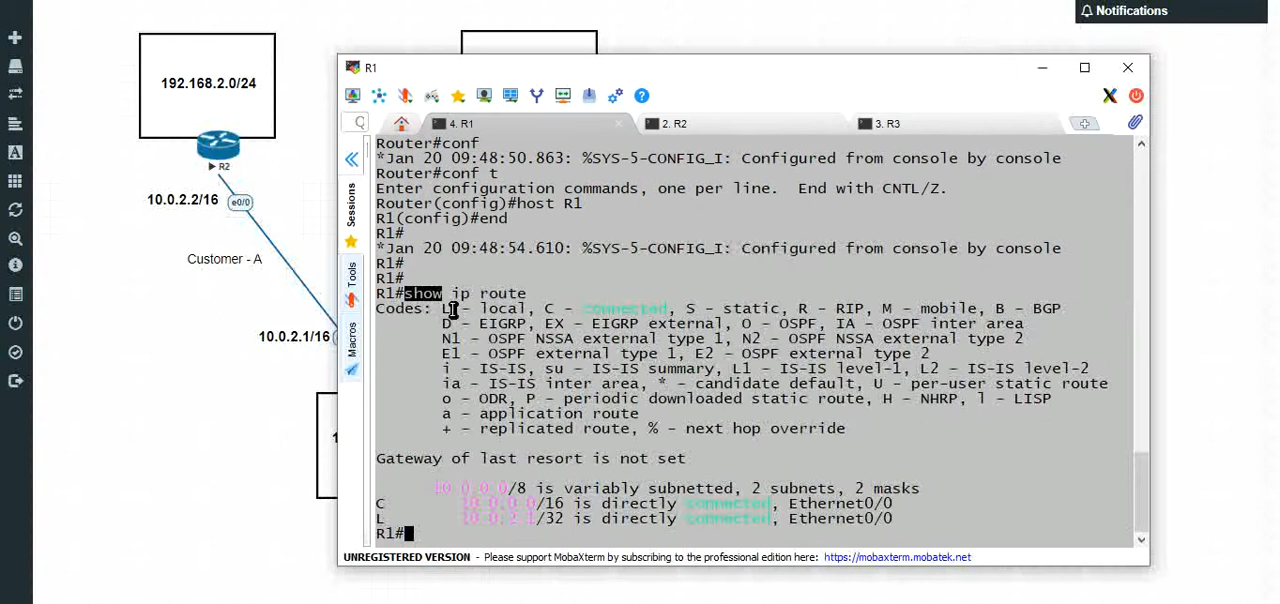 Notifications
192.168.2.0/24
R2
10.0.2.2/16
e0/0
Customer - A
10.0.2.1/16
1
R1
4. R1
2. R2
3. R3
Sessions
Tools
Macros
Router#conf
*Jan 20 09:48:50.863: %SYS-5-CONFIG_I: Configured from console by console
Router#conf t
Enter configuration commands, one per line.  End with CNTL/Z.
Router(config)#host R1
R1(config)#end
R1#
*Jan 20 09:48:54.610: %SYS-5-CONFIG_I: Configured from console by console
R1#
R1#
R1#show ip route
Codes: L - local, C - connected, S - static, R - RIP, M - mobile, B - BGP
D - EIGRP, EX - EIGRP external, O - OSPF, IA - OSPF inter area
N1 - OSPF NSSA external type 1, N2 - OSPF NSSA external type 2
E1 - OSPF external type 1, E2 - OSPF external type 2
i - IS-IS, su - IS-IS summary, L1 - IS-IS level-1, L2 - IS-IS level-2
ia - IS-IS inter area, * - candidate default, U - per-user static route
o - ODR, P - periodic downloaded static route, H - NHRP, l - LISP
a - application route
+ - replicated route, % - next hop override
Gateway of last resort is not set
10.0.0.0/8 is variably subnetted, 2 subnets, 2 masks
C 10.0.0.0/16 is directly connected, Ethernet0/0
L 10.0.2.1/32 is directly connected, Ethernet0/0
R1#
UNREGISTERED VERSION - Please support MobaXterm by subscribing to the professional edition here: https://mobaxterm.mobatek.net